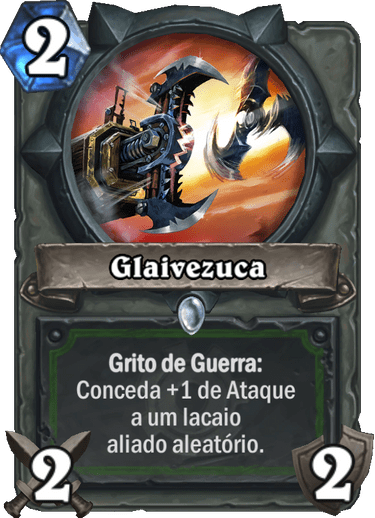 2
Glaivezuca
Grito de Guerra:
Conceda +1 de Ataque
a um lacaio
aliado aleatório.
2
2